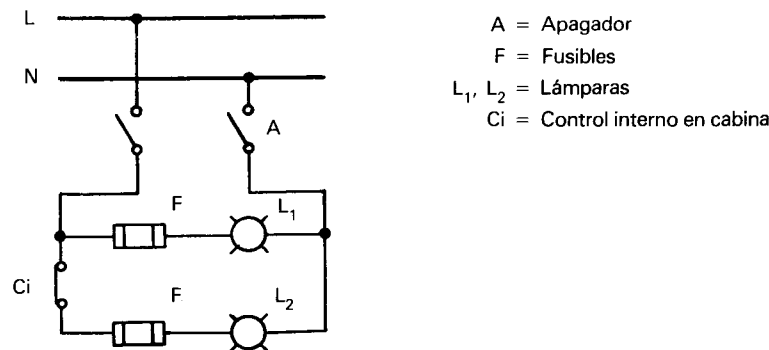 L
N
A
F
L₁
Ci
F
L₂
A = Apagador
F = Fusibles
L₁, L₂ = Lámparas
Ci = Control interno en cabina